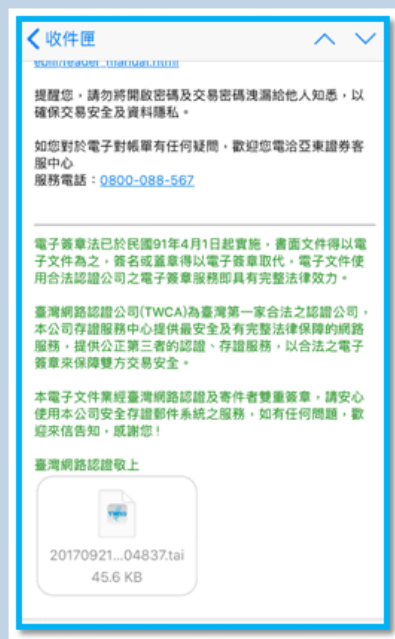 收件匣
ebill/reader_manual.html
提醒您，請勿將開啟密碼及交易密碼洩漏給他人知悉，以
確保交易安全及資料隱私。
如您對於電子對帳單有任何疑問，歡迎您電洽亞東證券客
服中心
服務電話：0800-088-567
電子簽章法已於民國91年4月1日起實施，書面文件得以電
子文件為之，簽名或蓋章得以電子簽章取代，電子文件使
用合法認證公司之電子簽章服務即具有完整法律效力。
臺灣網路認證公司(TWCA)為臺灣第一家合法之認證公司，
本公司存證服務中心提供最安全及有完整法律保障的網路
服務，提供公正第三者的認證、存證服務，以合法之電子
簽章來保障雙方交易安全。
本電子文件業經臺灣網路認證及寄件者雙重簽章，請安心
使用本公司安全存證郵件系統之服務，如有任何問題，歡
迎來信告知，感謝您！
臺灣網路認證敬上
TWCA
20170921...04837.tai
45.6 KB